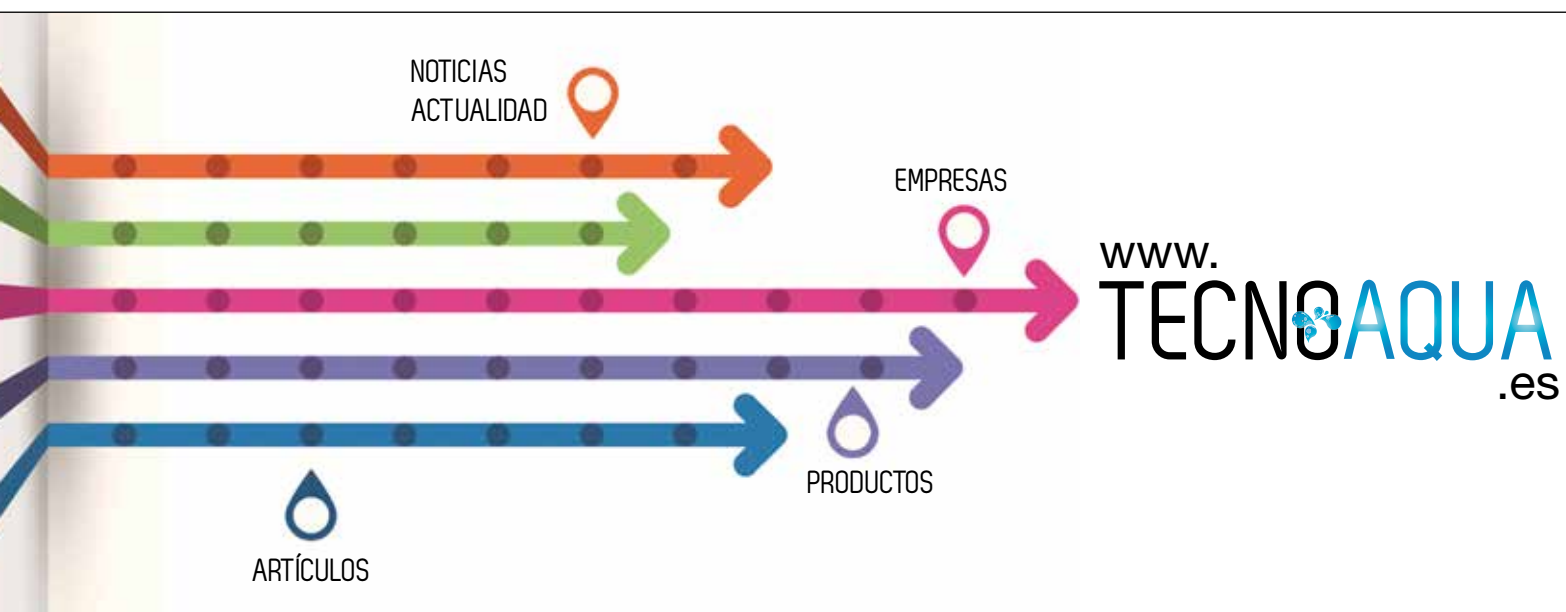 NOTICIAS
ACTUALIDAD
EMPRESAS
www.
TECNOAQUA
.es
PRODUCTOS
ARTÍCULOS